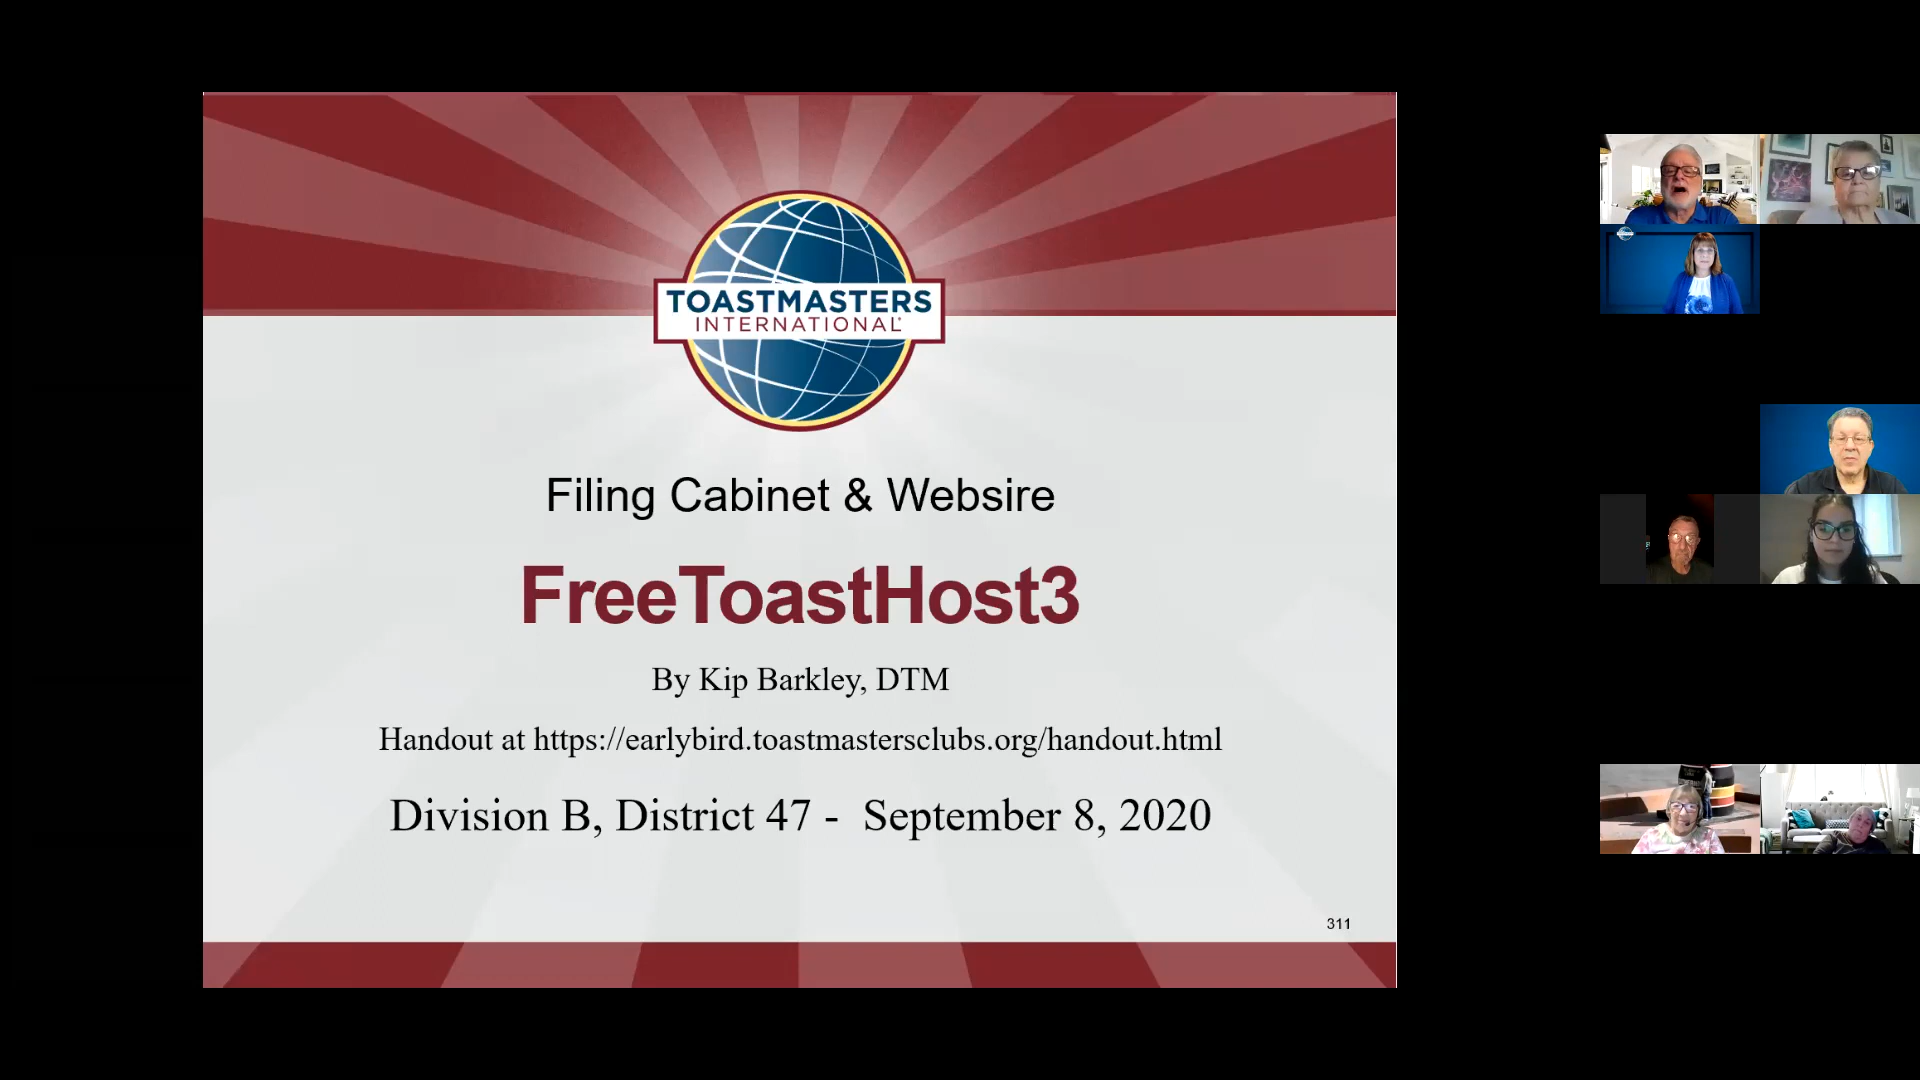 TOASTMASTERS
INTERNATIONAL
Filing Cabinet & Websire
FreeToastHost3
By Kip Barkley, DTM
Handout at https://earlybird.toastmastersclubs.org/handout.html
Division B, District 47 - September 8, 2020
311